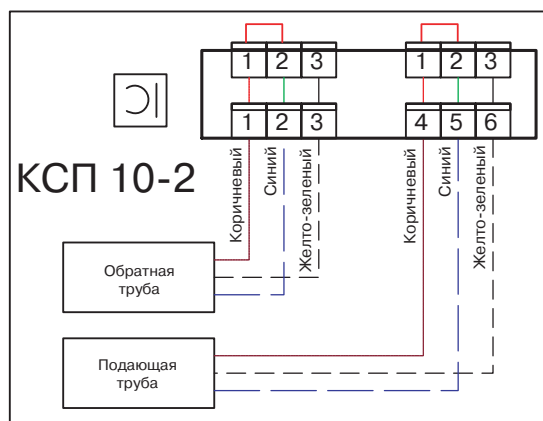 1 2 3 1 2 3
1 2 3 4 5 6
КСП 10-2
Коричневый
Синий
Желто-зеленый
Коричневый
Синий
Желто-зеленый
Обратная
труба
Подающая
труба